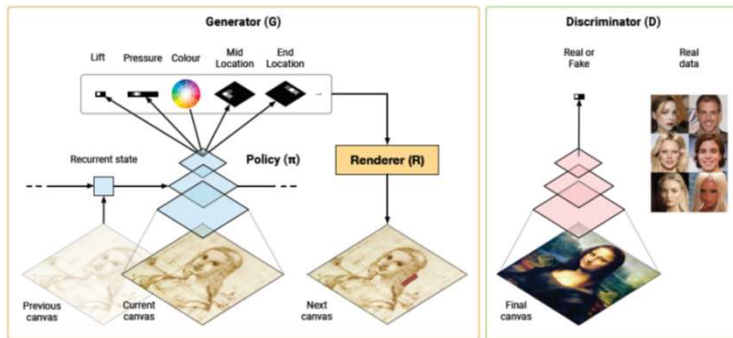 Generator (G)
Lift
Pressure
Colour
Mid
Location
End
Location
...
Recurrent state
Policy (π)
Renderer (R)
Previous
canvas
Current
canvas
Next
canvas
Discriminator (D)
Real or
Fake
Real
data
Final
canvas